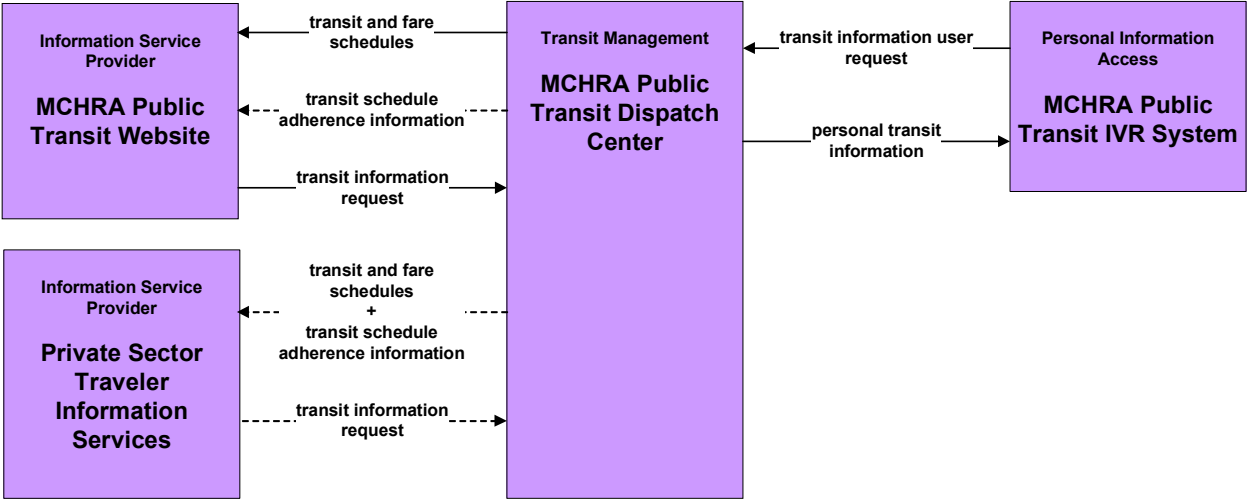 Information Service
Provider
MCHRA Public
Transit Website
transit and fare
schedules
transit schedule
adherence information
transit information
request
Transit Management
MCHRA Public
Transit Dispatch
Center
transit information user
request
personal transit
information
Personal Information
Access
MCHRA Public
Transit IVR System
Information Service
Provider
Private Sector
Traveler
Information
Services
transit and fare
schedules
+
transit schedule
adherence information
transit information
request